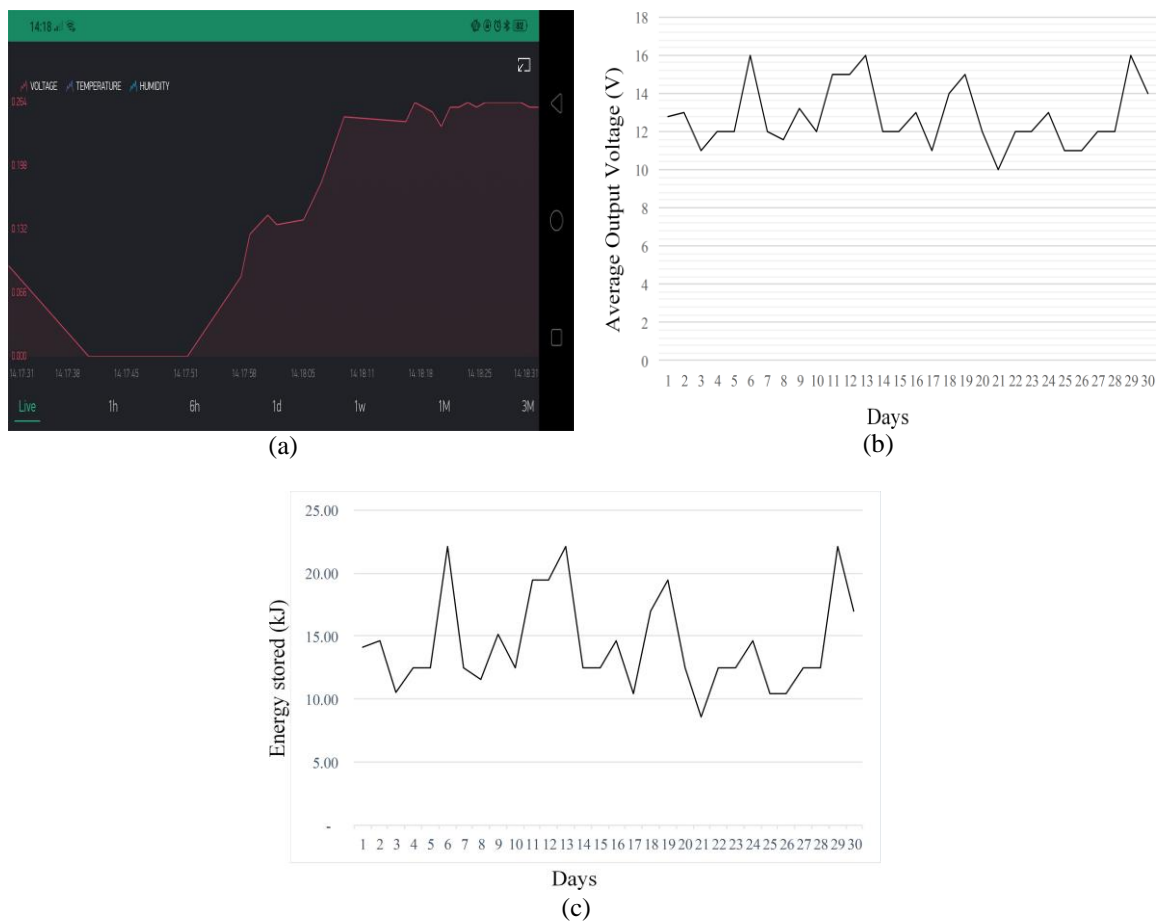 14:18
VOLTAGE TEMPERATURE HUMIDITY
0.264
0.198
0.132
0.066
0.000
14:17:31 14:17:38 14:17:45 14:17:51 14:17:58 14:18:05 14:18:11 14:18:18 14:18:25 14:18:31
Live 1h 6h 1d 1w 1M 3M
(a)
Average Output Voltage (V)
18
16
14
12
10
8
6
4
2
0
1 2 3 4 5 6 7 8 9 10 11 12 13 14 15 16 17 18 19 20 21 22 23 24 25 26 27 28 29 30
Days
(b)
Energy stored (kJ)
25.00
20.00
15.00
10.00
5.00
-
1 2 3 4 5 6 7 8 9 10 11 12 13 14 15 16 17 18 19 20 21 22 23 24 25 26 27 28 29 30
Days
(c)